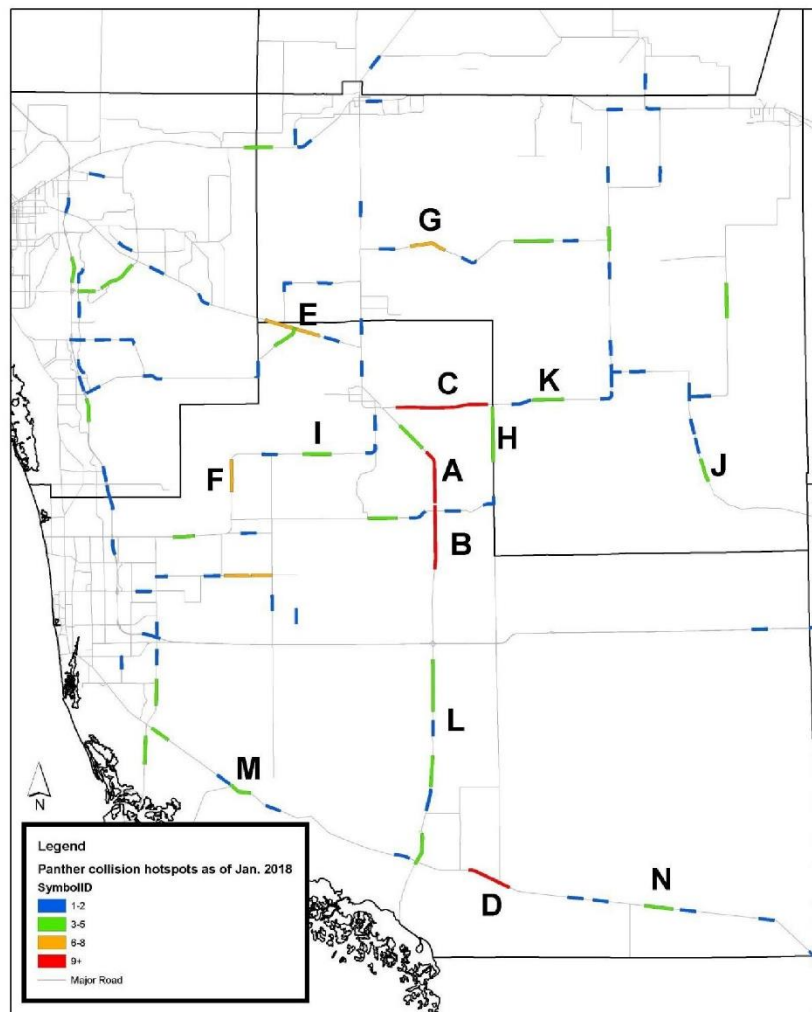 G
E
C
K
I
H
A
F
J
B
L
M
N
D
N
Legend
Panther collision hotspots as of Jan. 2018
SymbolID
1-2
3-5
6-8
9+
Major Road